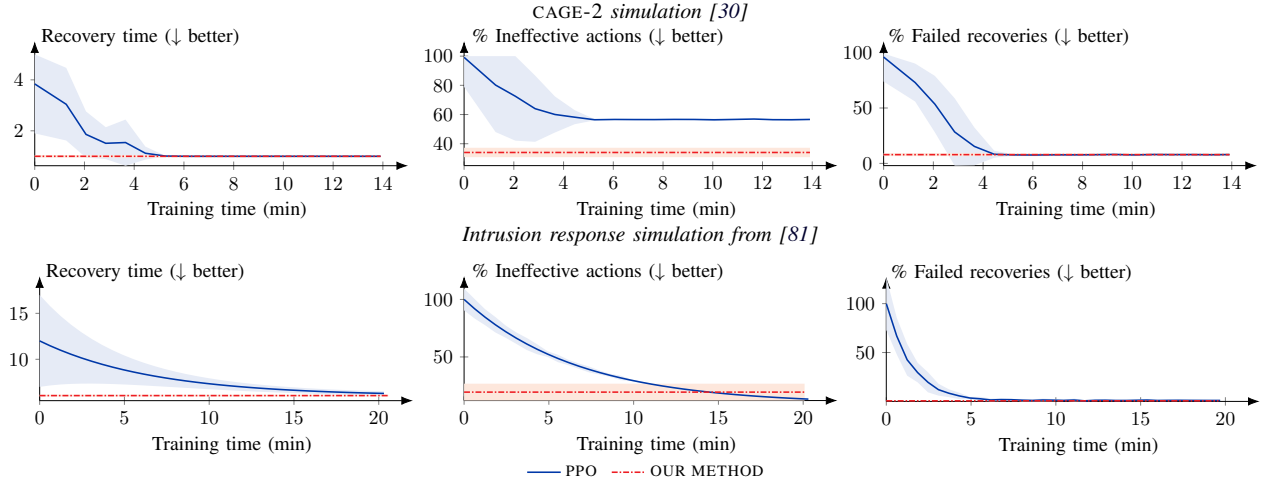 CAGE-2 simulation [30]
Recovery time (↓ better)
% Ineffective actions (↓ better)
% Failed recoveries (↓ better)
4
2
0 2 4 6 8 10 12 14
Training time (min)
100
80
60
40
0 2 4 6 8 10 12 14
Training time (min)
100
50
0
0 2 4 6 8 10 12 14
Training time (min)
Intrusion response simulation from [81]
Recovery time (↓ better)
% Ineffective actions (↓ better)
% Failed recoveries (↓ better)
15
10
0 5 10 15 20
Training time (min)
100
50
0 5 10 15 20
Training time (min)
100
50
0 5 10 15 20
Training time (min)
PPO OUR METHOD